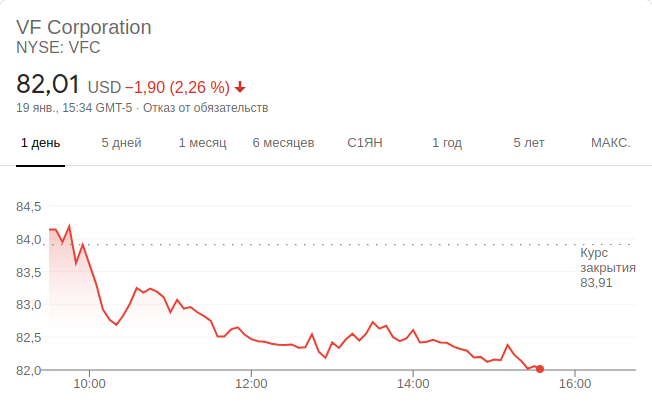 VF Corporation
NYSE: VFC
82,01 USD −1,90 (2,26 %)
19 янв., 15:34 GMT-5 · Отказ от обязательств
1 день 5 дней 1 месяц 6 месяцев С1ЯН 1 год 5 лет МАКС.
84,5
84,0
Курс
закрытия
83,91
83,5
83,0
82,5
82,0
10:00 12:00 14:00 16:00